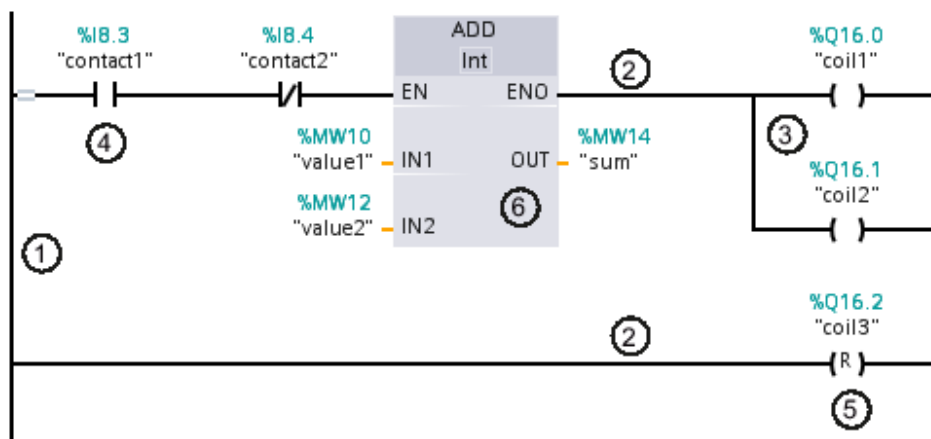 %I8.3
"contact1"
%I8.4
"contact2"
ADD
Int
EN
ENO
2
%Q16.0
"coil1"
4
%MW10
"value1"
IN1
OUT
%MW14
"sum"
3
%MW12
"value2"
IN2
6
%Q16.1
"coil2"
1
2
%Q16.2
"coil3"
R
5